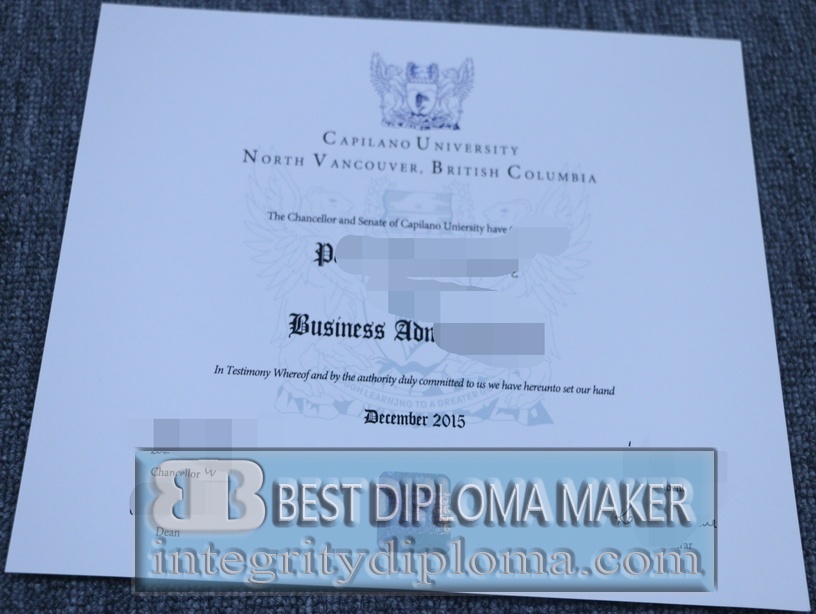 CAPILANO UNIVERSITY
NORTH VANCOUVER, BRITISH COLUMBIA
The Chancellor and Senate of Capilano Uniersity have
Business
In Testimony Whereof and by the authority duly committed to us we have hereunto set our hand
December 2015
Chancellor
BEST DIPLOMA MAKER
Dean
integritydiploma.com